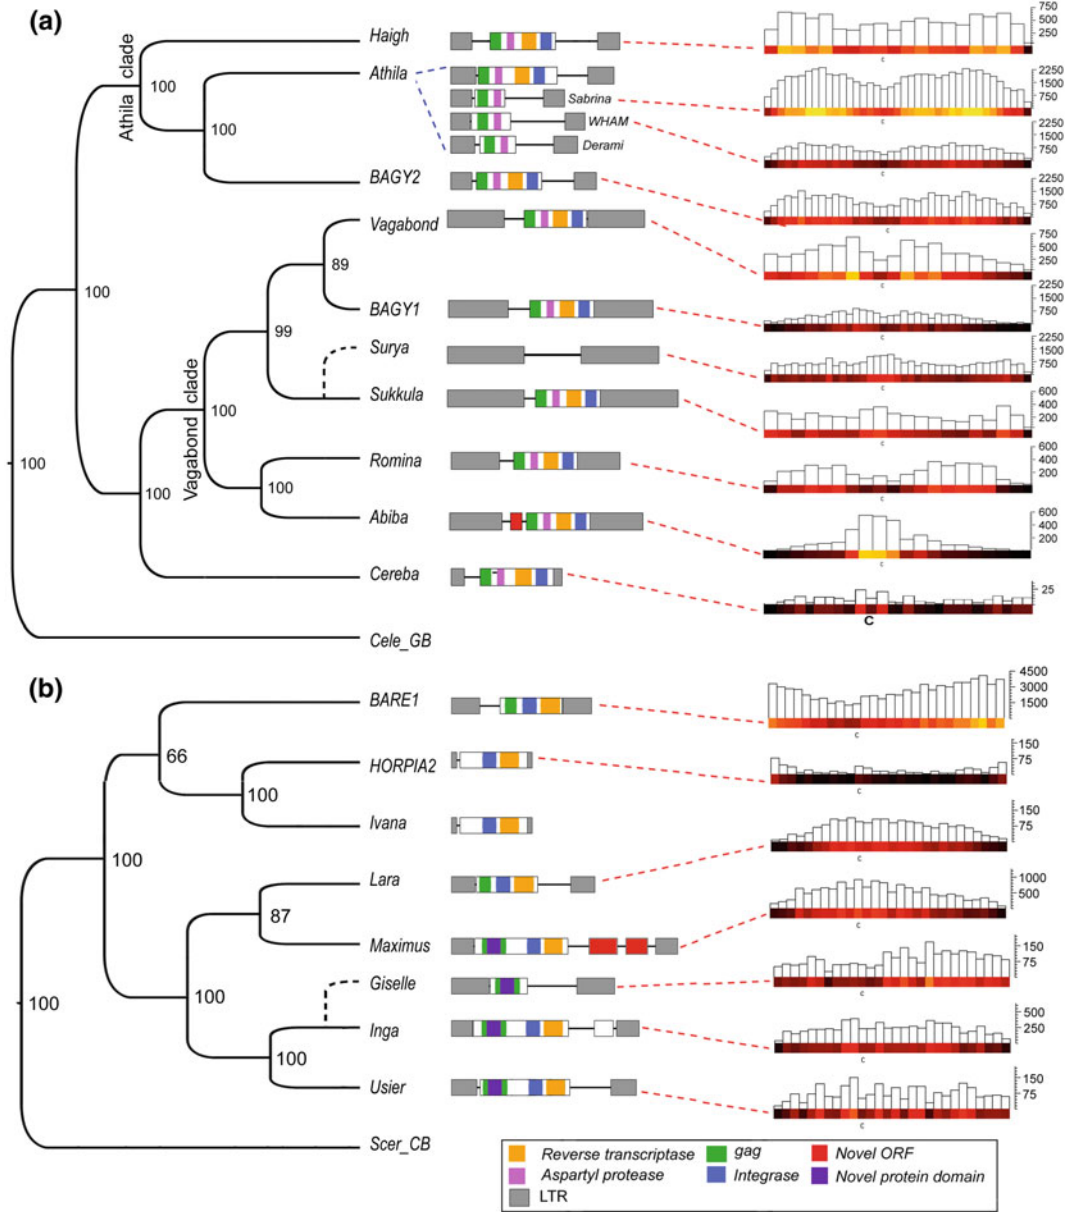 (a)
Athila clade
Vagabond clade
Haigh
Athila
Sabrina
WHAM
Derami
BAGY2
Vagabond
BAGY1
Surya
Sukkula
Romina
Abiba
Cereba
Cele_GB
100
100
100
100
89
99
100
100
100
100
750
500
250
c
2250
1500
750
2250
1500
750
c
2250
1500
750
c
750
500
250
c
2250
1500
750
c
2250
1500
750
c
600
400
200
c
600
400
200
c
600
400
200
c
25
C
(b)
BARE1
HORPIA2
Ivana
Lara
Maximus
Giselle
Inga
Usier
Scer_CB
66
100
100
87
100
100
100
4500
3000
1500
c
150
75
c
150
75
c
1000
500
c
150
75
c
500
250
c
150
75
c
Reverse transcriptase
gag
Novel ORF
Aspartyl protease
Integrase
Novel protein domain
LTR